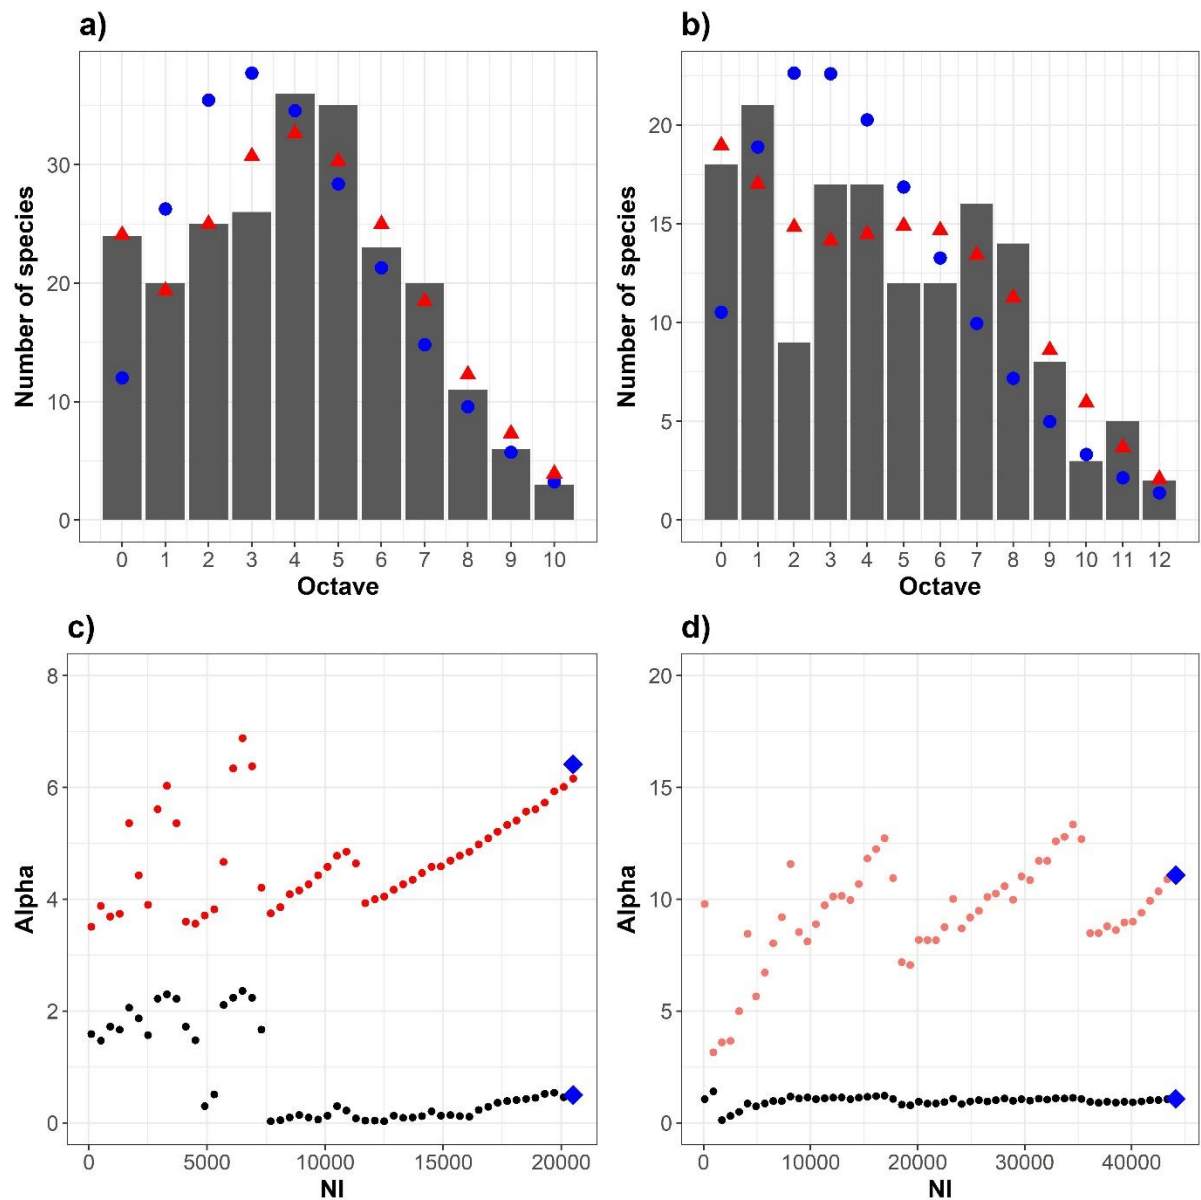 a)
Number of species
30
20
10
0
0 1 2 3 4 5 6 7 8 9 10
Octave
b)
Number of species
20
15
10
5
0
0 1 2 3 4 5 6 7 8 9 10 11 12
Octave
c)
Alpha
8
6
4
2
0
0 5000 10000 15000 20000
NI
d)
Alpha
20
15
10
5
0
0 10000 20000 30000 40000
NI